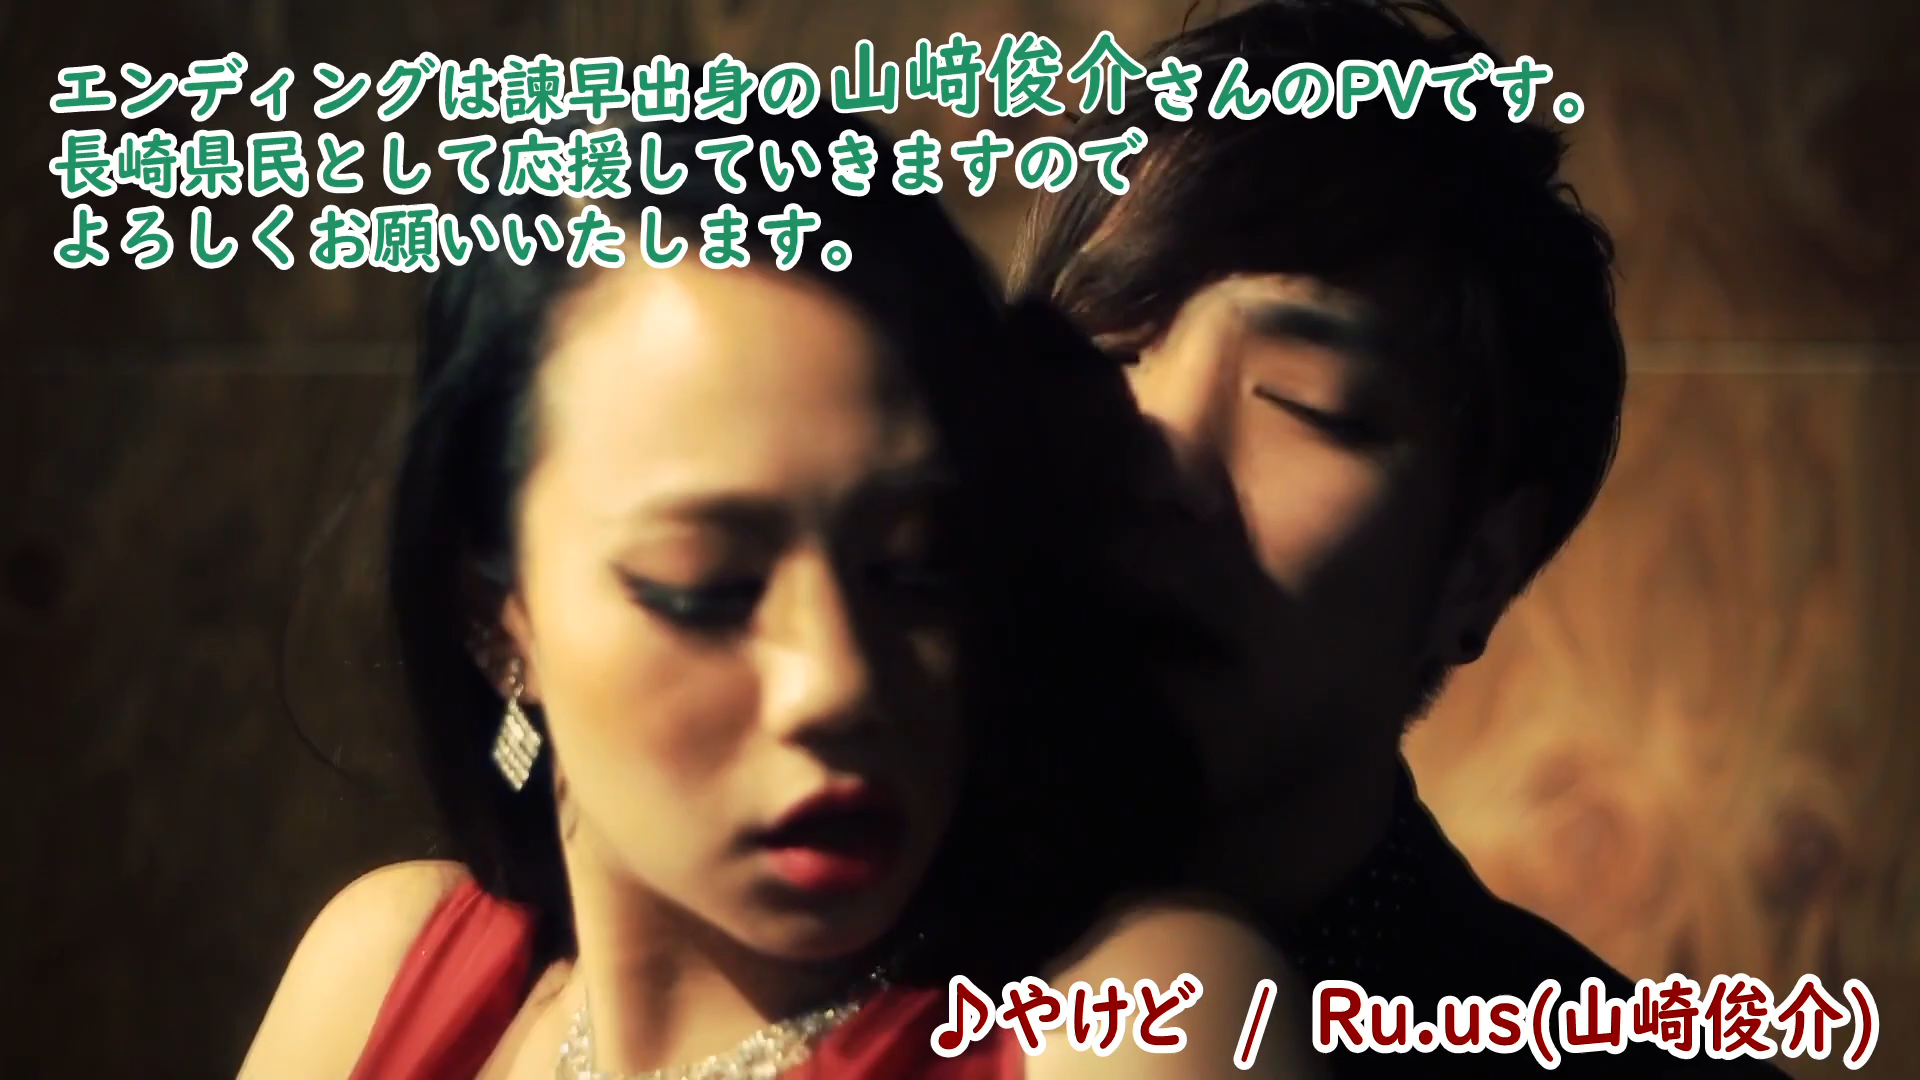 エンディングは諫早出身の山﨑俊介さんのPVです。
長崎県民として応援していきますので
よろしくお願いいたします。
♪やけど / Ru.us(山崎俊介)